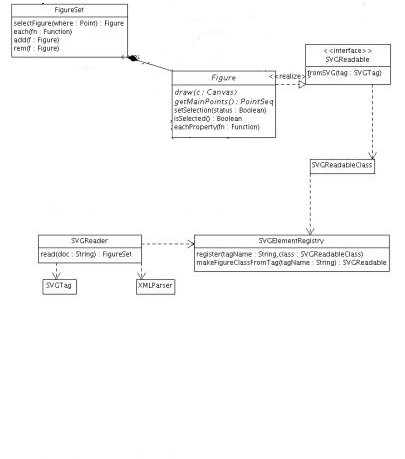 FigureSet
selectFigure(where : Point) : Figure
each(fn : Function)
add(f : Figure)
rem(f : Figure)
Figure
draw(c : Canvas)
getMainPoints() : PointSeq
setSelection(status : Boolean)
isSelected() : Boolean
eachProperty(fn : Function)
< <realize> >
< <interface> >
SVGReadable
fromSVG(tag : SVGTag)
SVGReadableClass
SVGReader
read(doc : String) : FigureSet
SVGElementRegistry
register(tagName : String,class : SVGReadableClass)
makeFigureClassFromTag(tagName : String) : SVGReadable
SVGTag
XMLParser